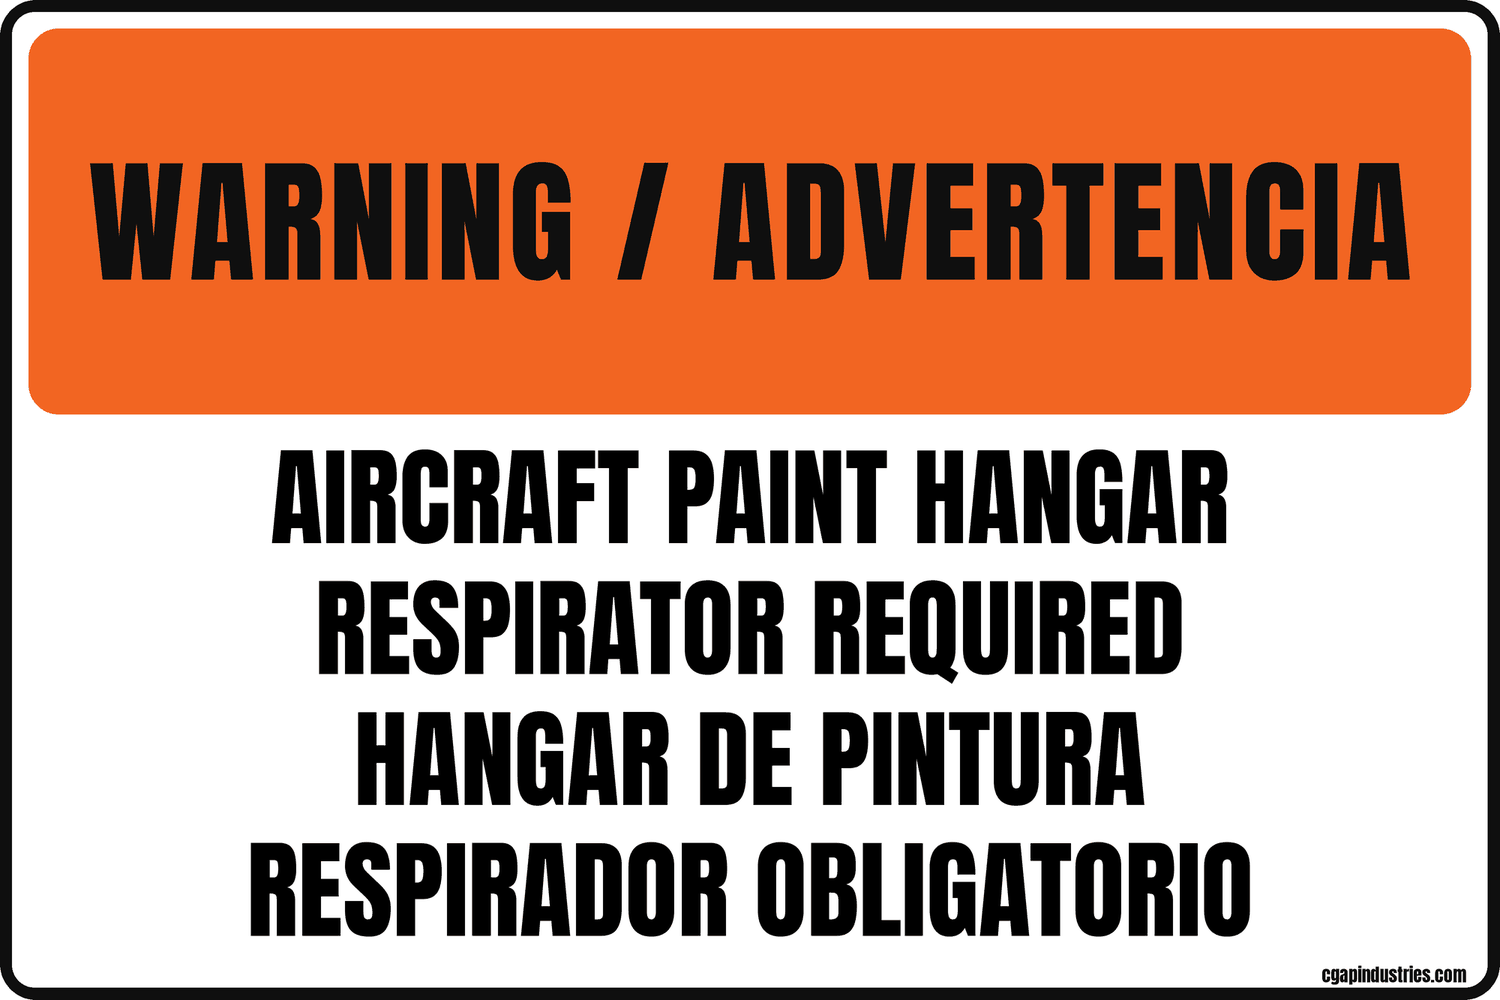 WARNING / ADVERTENCIA
AIRCRAFT PAINT HANGAR
RESPIRATOR REQUIRED
HANGAR DE PINTURA
RESPIRADOR OBLIGATORIO
cgapindustries.com